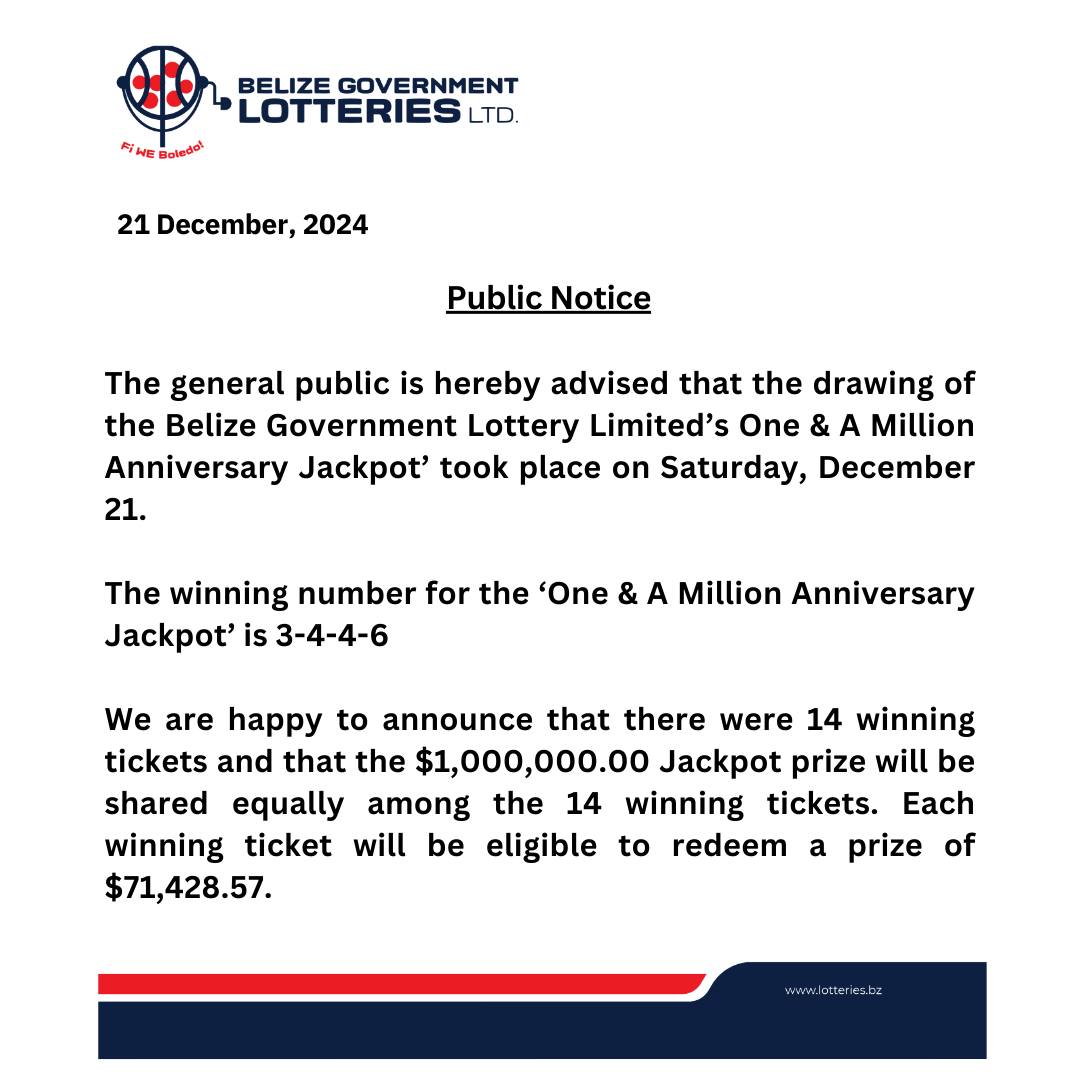 BELIZE GOVERNMENT
LOTTERIES LTD.
Fi WE Boledo!
21 December, 2024
Public Notice
The general public is hereby advised that the drawing of
the Belize Government Lottery Limited’s One & A Million
Anniversary Jackpot’ took place on Saturday, December
21.
The winning number for the ‘One & A Million Anniversary
Jackpot’ is 3-4-4-6
We are happy to announce that there were 14 winning
tickets and that the $1,000,000.00 Jackpot prize will be
shared equally among the 14 winning tickets. Each
winning ticket will be eligible to redeem a prize of
$71,428.57.
www.lotteries.bz